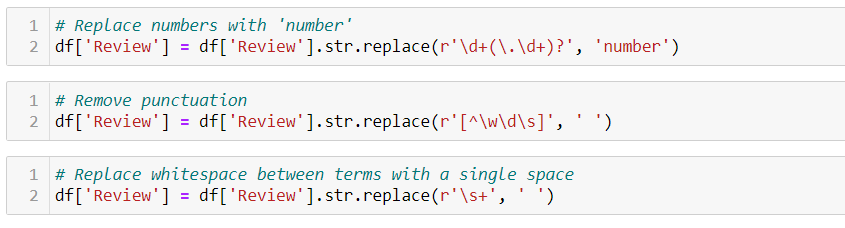 1 # Replace numbers with 'number'
2 df['Review'] = df['Review'].str.replace(r'\d+(\.\d+)?', 'number')
1 # Remove punctuation
2 df['Review'] = df['Review'].str.replace(r'[^\w\d\s]', ' ')
1 # Replace whitespace between terms with a single space
2 df['Review'] = df['Review'].str.replace(r'\s+', ' ')